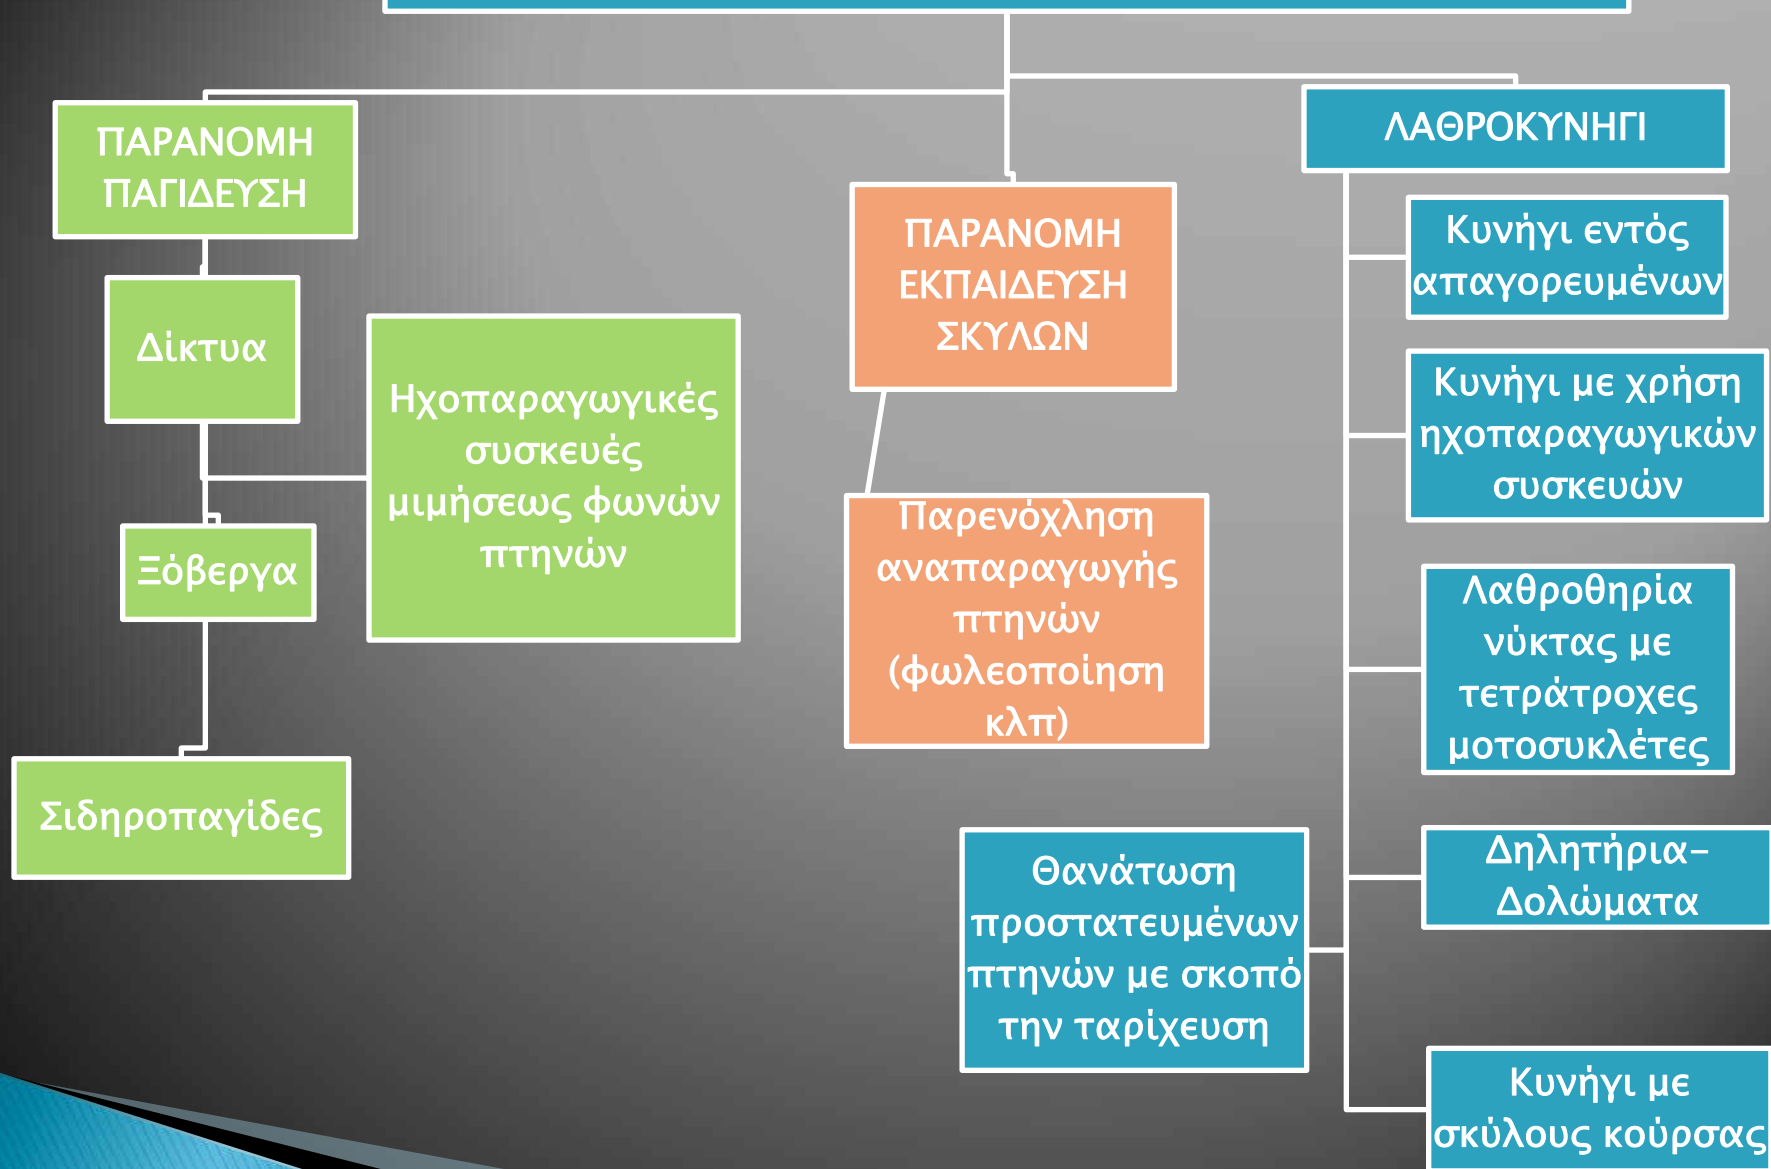 ΠΑΡΑΝΟΜΗ
ΠΑΓΙΔΕΥΣΗ
Δίκτυα
Ηχοπαραγωγικές
συσκευές
μιμήσεως φωνών
πτηνών
Ξόβεργα
Σιδηροπαγίδες
ΠΑΡΑΝΟΜΗ
ΕΚΠΑΙΔΕΥΣΗ
ΣΚΥΛΩΝ
Παρενόχληση
αναπαραγωγής
πτηνών
(φωλεοποίηση
κλπ)
ΛΑΘΡΟΚΥΝΗΓΙ
Κυνήγι εντός
απαγορευμένων
Κυνήγι με χρήση
ηχοπαραγωγικών
συσκευών
Λαθροθηρία
νύκτας με
τετράτροχες
μοτοσυκλέτες
Δηλητήρια-
Δολώματα
Θανάτωση
προστατευμένων
πτηνών με σκοπό
την ταρίχευση
Κυνήγι με
σκύλους κούρσας